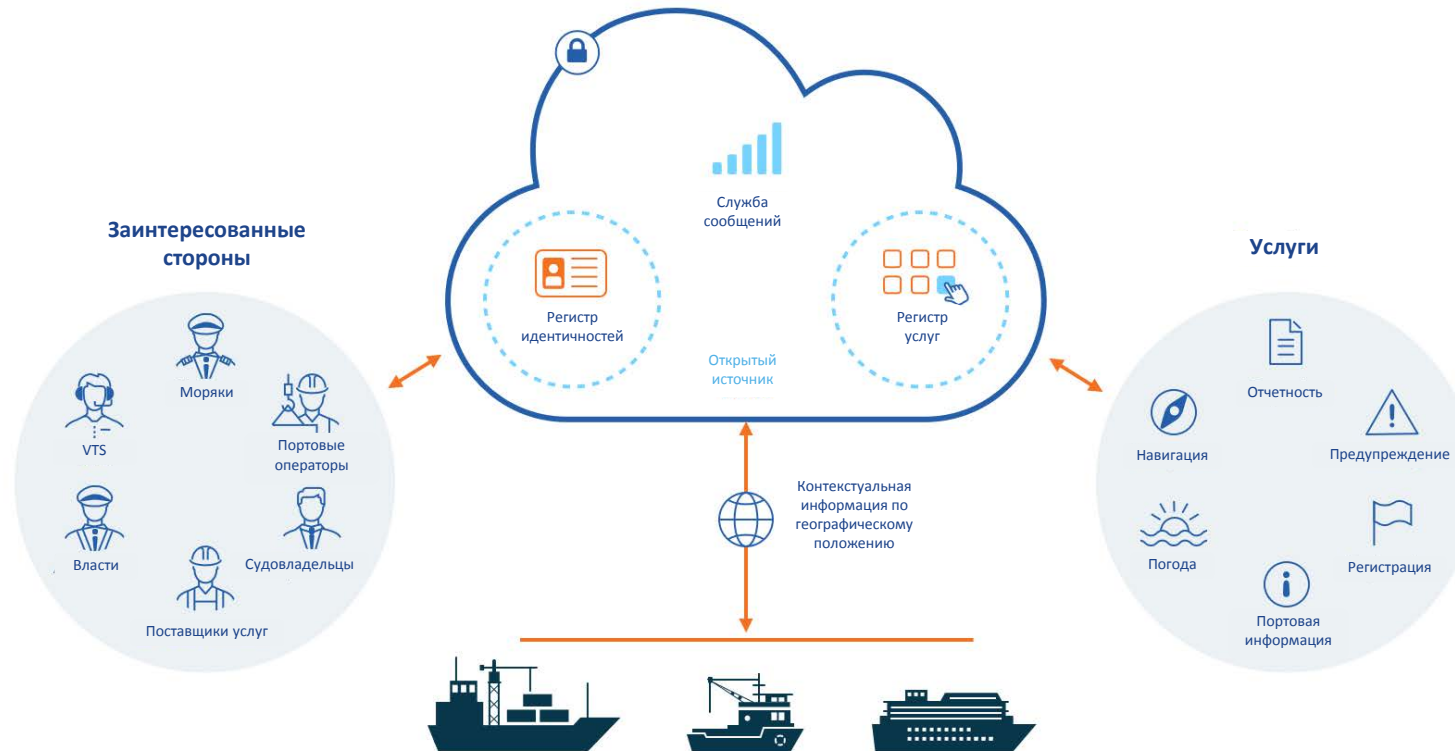 Служба
сообщений
Заинтересованные
стороны
Услуги
Регистр
идентичностей
Регистр
услуг
Открытый
источник
Моряки
VTS
Портовые
операторы
Власти
Судовладельцы
Поставщики услуг
Контекстуальная
информация по
географическому
положению
Отчетность
Навигация
Предупреждение
Погода
Регистрация
Портовая
информация